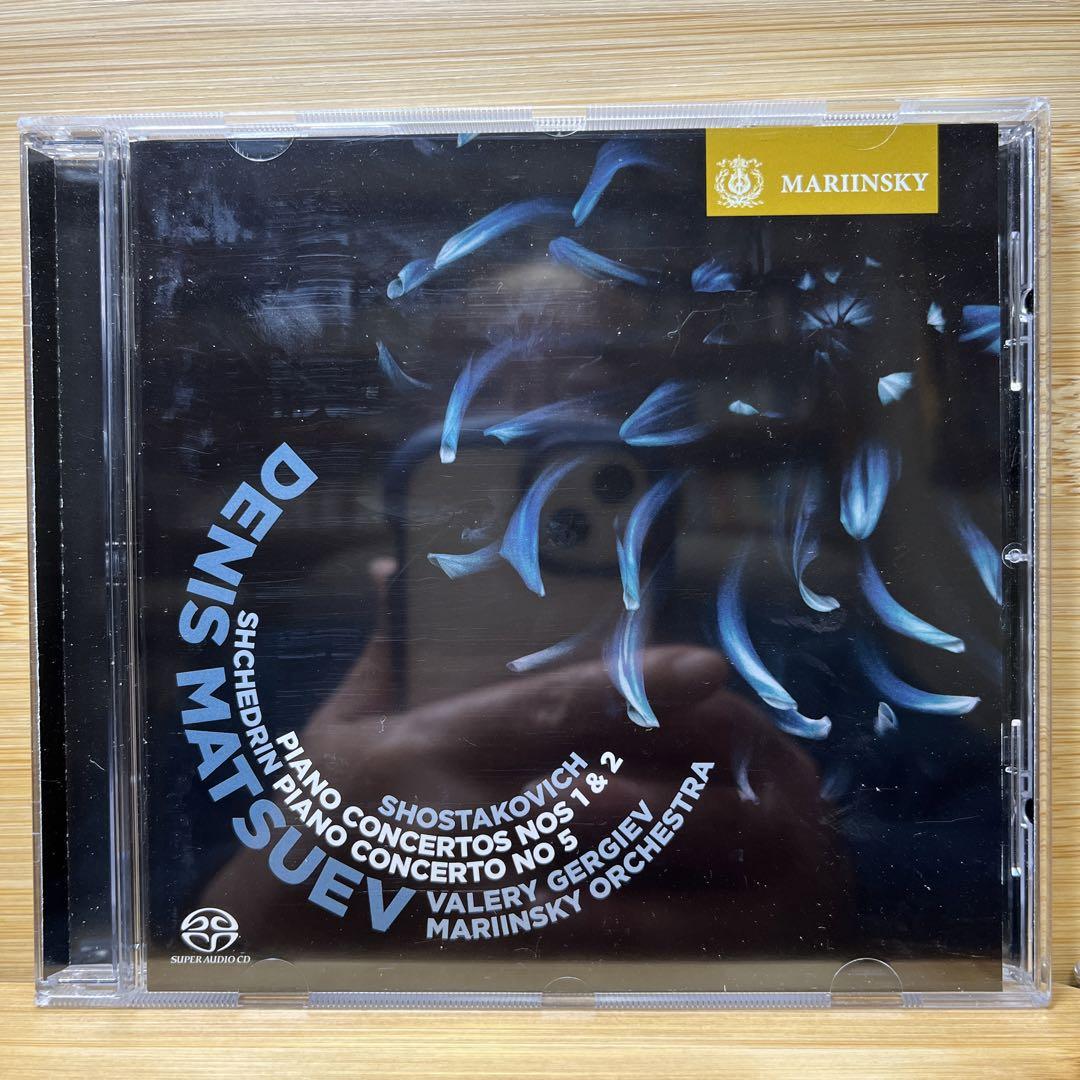 MARIINSKY
DENIS MATSUEV
SHOSTAKOVICH
PIANO CONCERTOS NOS 1 & 2
SHCHEDRIN PIANO CONCERTO NO 5
VALERY GERGIEV
MARIINSKY ORCHESTRA
SUPER AUDIO CD